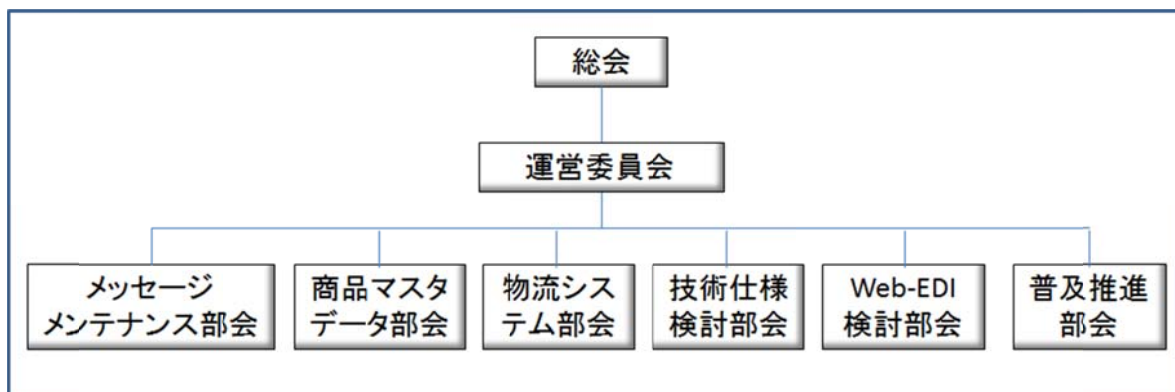 総会
運営委員会
メッセージ
メンテナンス部会
商品マスタ
データ部会
物流シス
テム部会
技術仕様
検討部会
Web-EDI
検討部会
普及推進
部会